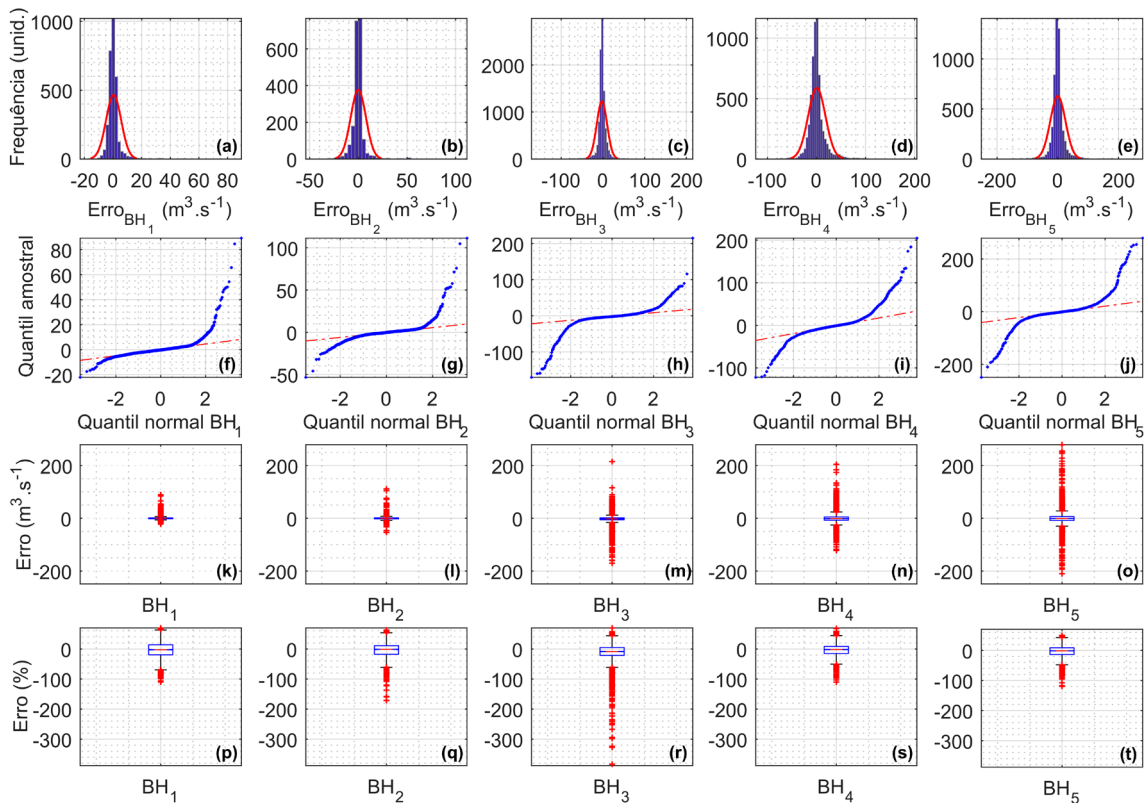 Frequência (unid.)
1000
500
0
600
400
200
0
2000
1000
0
1000
500
0
1000
500
0
(a)
(b)
(c)
(d)
(e)
-20 0 20 40 60 80
-50 0 50 100
-100 0 100 200
-100 0 100 200
-200 0 200
Erro_BH_1 (m³.s⁻¹)
Erro_BH_2 (m³.s⁻¹)
Erro_BH_3 (m³.s⁻¹)
Erro_BH_4 (m³.s⁻¹)
Erro_BH_5 (m³.s⁻¹)
Quantil amostral
80
60
40
20
0
-20
100
50
0
-50
200
100
0
-100
200
100
0
-100
200
0
-200
(f)
(g)
(h)
(i)
(j)
-2 0 2
-2 0 2
-2 0 2
-2 0 2
-2 0 2
Quantil normal BH₁
Quantil normal BH₂
Quantil normal BH₃
Quantil normal BH₄
Quantil normal BH₅
Erro (m³.s⁻¹)
200
0
-200
200
0
-200
200
0
-200
200
0
-200
200
0
-200
(k)
(l)
(m)
(n)
(o)
BH₁
BH₂
BH₃
BH₄
BH₅
Erro (%)
0
-100
-200
-300
0
-100
-200
-300
0
-100
-200
-300
0
-100
-200
-300
0
-100
-200
-300
(p)
(q)
(r)
(s)
(t)
BH₁
BH₂
BH₃
BH₄
BH₅